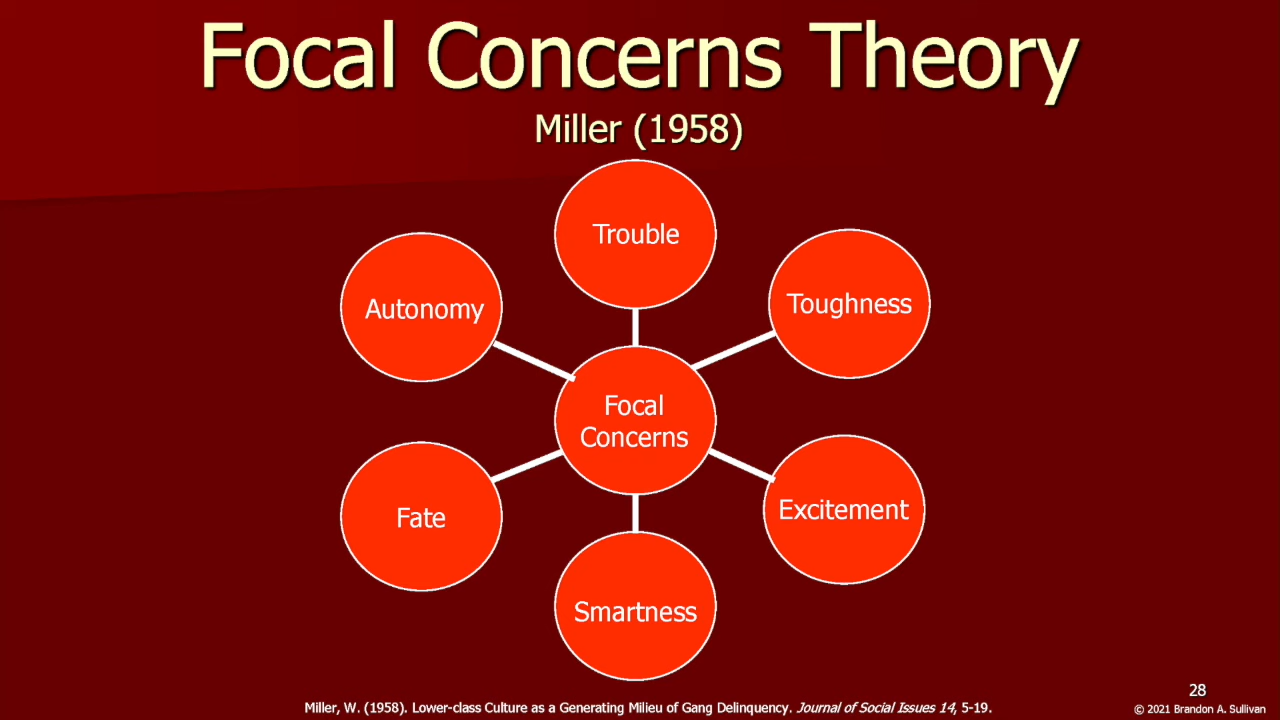 Focal Concerns Theory
Miller (1958)
Trouble
Autonomy
Toughness
Focal
Concerns
Fate
Excitement
Smartness
28
Miller, W. (1958). Lower-class Culture as a Generating Milieu of Gang Delinquency. Journal of Social Issues 14, 5-19.
© 2021 Brandon A. Sullivan